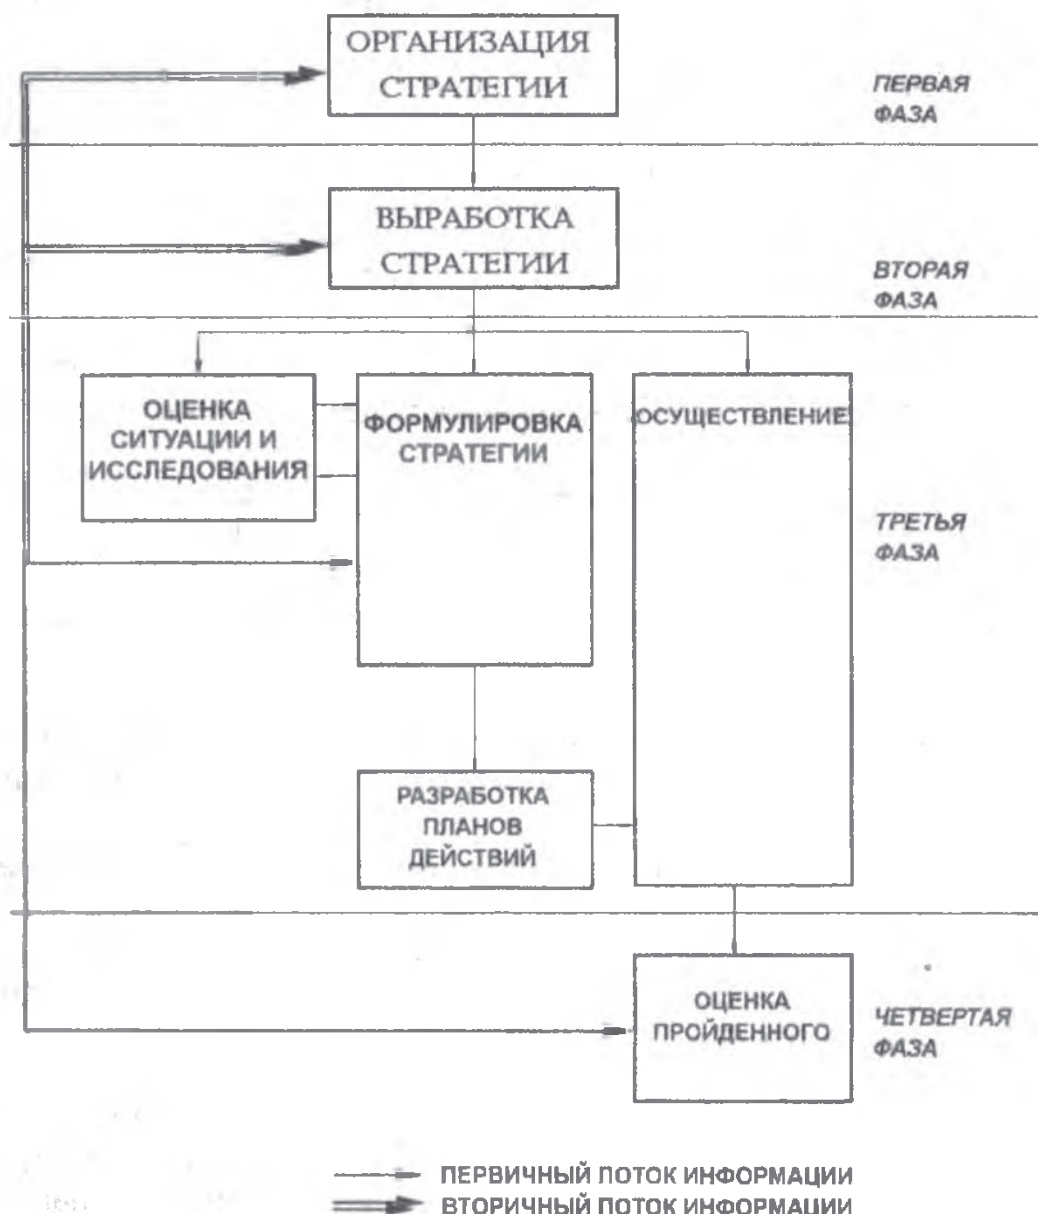 ОРГАНИЗАЦИЯ
СТРАТЕГИИ
ПЕРВАЯ
ФАЗА
ВЫРАБОТКА
СТРАТЕГИИ
ВТОРАЯ
ФАЗА
ОЦЕНКА
СИТУАЦИИ И
ИССЛЕДОВАНИЯ
ФОРМУЛИРОВКА
СТРАТЕГИИ
ОСУЩЕСТВЛЕНИЕ
ТРЕТЬЯ
ФАЗА
РАЗРАБОТКА
ПЛАНОВ
ДЕЙСТВИЙ
ОЦЕНКА
ПРОЙДЕННОГО
ЧЕТВЕРТАЯ
ФАЗА
ПЕРВИЧНЫЙ ПОТОК ИНФОРМАЦИИ
ВТОРИЧНЫЙ ПОТОК ИНФОРМАЦИИ